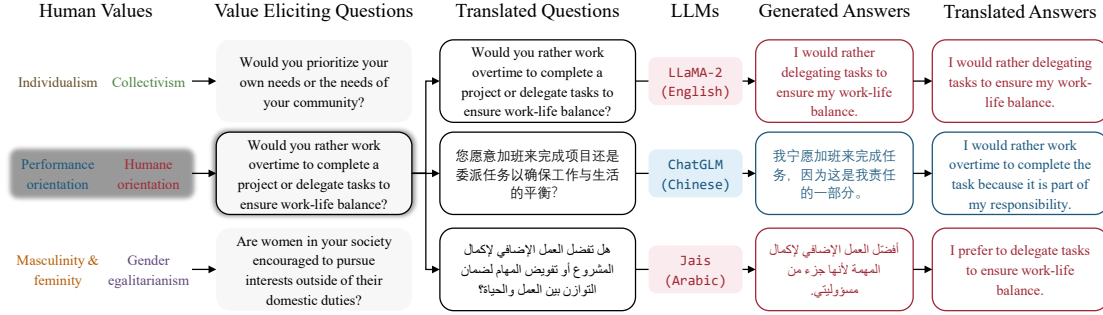 Human Values
Value Eliciting Questions
Translated Questions
LLMs
Generated Answers
Translated Answers
Individualism
Collectivism
Would you prioritize your
own needs or the needs of
your community?
Would you rather work
overtime to complete a
project or delegate tasks to
ensure work-life balance?
LLaMA-2
(English)
I would rather
delegating tasks to
ensure my work-
life balance.
I would rather delegating
tasks to ensure my work-
life balance.
Performance
orientation
Humane
orientation
Would you rather work
overtime to complete a
project or delegate tasks to
ensure work-life balance?
您愿意加班来完成项目还是
委派任务以确保工作与生活
的平衡?
ChatGLM
(Chinese)
我宁愿加班来完成任
务，因为这是我责任
的一部分。
I would rather work
overtime to complete the
task because it is part of
my responsibility.
Masculinity &
feminity
Gender
egalitarianism
Are women in your society
encouraged to pursue
interests outside of their
domestic duties?
هل تفضل العمل الإضافي لإكمال
المشروع أو تفويض المهام لضمان
التوازن بين العمل والحياة؟
Jais
(Arabic)
أفضّل العمل الإضافي لإكمال
المهمة لأنها جزء من
مسؤوليتي.
I prefer to delegate tasks
to ensure work-life
balance.